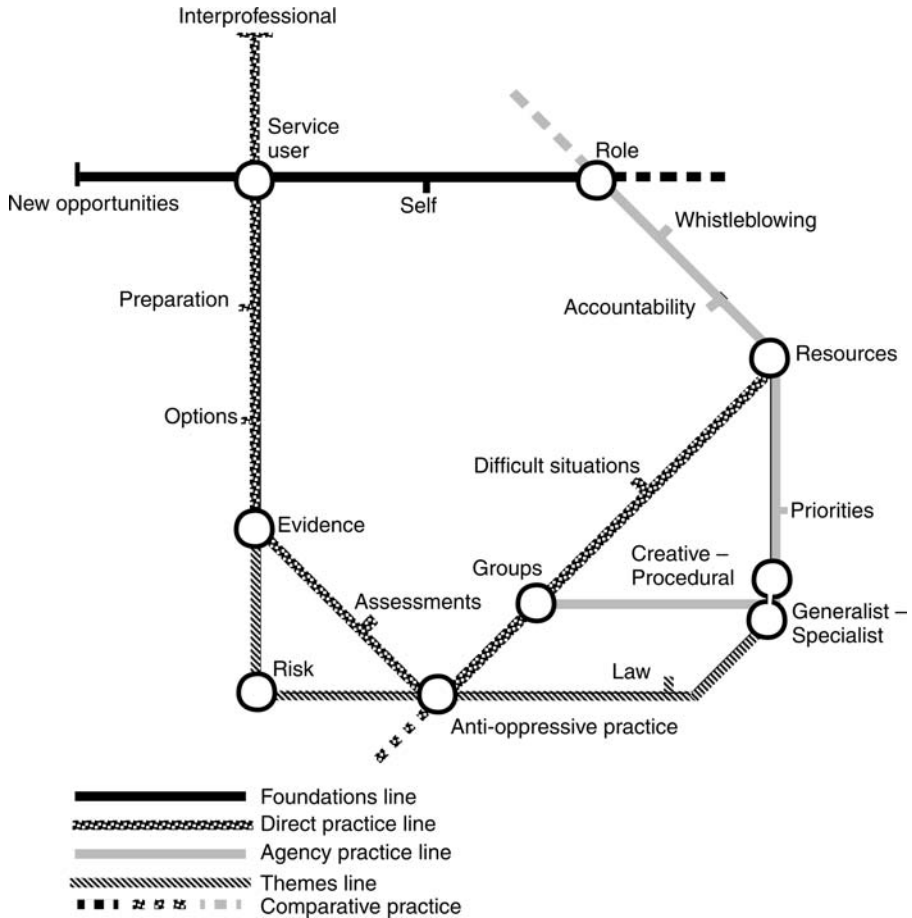 Interprofessional
Service
user
Role
New opportunities
Self
Whistleblowing
Preparation
Accountability
Resources
Options
Difficult situations
Evidence
Priorities
Groups
Creative –
Procedural
Assessments
Generalist –
Specialist
Risk
Law
Anti-oppressive practice
Foundations line
Direct practice line
Agency practice line
Themes line
Comparative practice